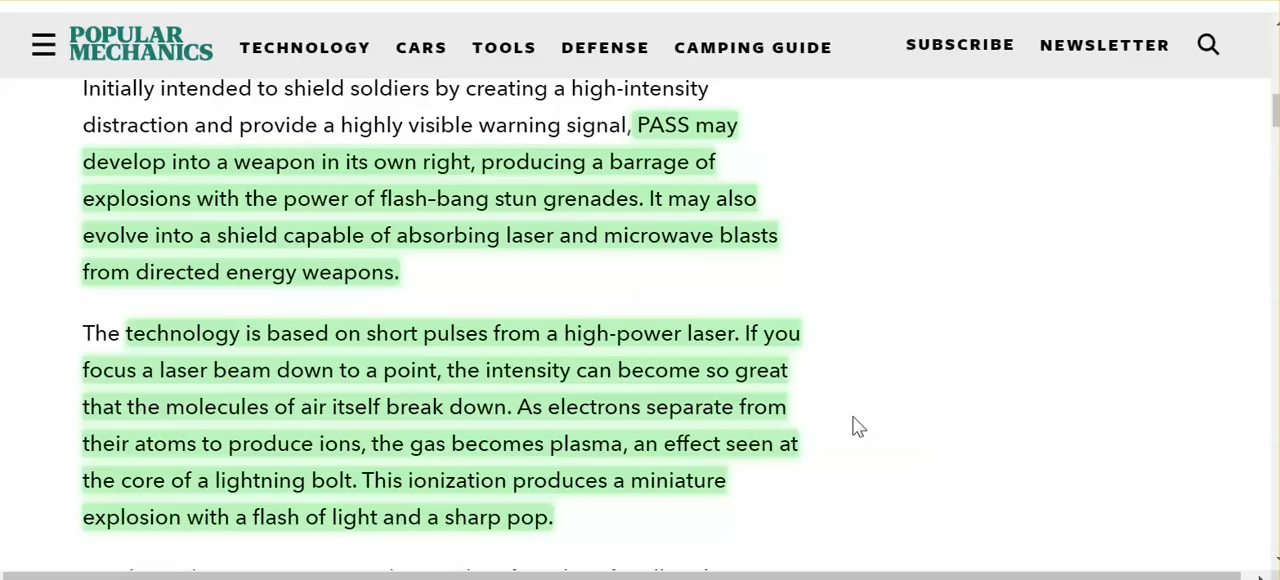 POPULAR
MECHANICS
TECHNOLOGY CARS TOOLS DEFENSE CAMPING GUIDE SUBSCRIBE NEWSLETTER
Initially intended to shield soldiers by creating a high-intensity
distraction and provide a highly visible warning signal, PASS may
develop into a weapon in its own right, producing a barrage of
explosions with the power of flash–bang stun grenades. It may also
evolve into a shield capable of absorbing laser and microwave blasts
from directed energy weapons.
The technology is based on short pulses from a high-power laser. If you
focus a laser beam down to a point, the intensity can become so great
that the molecules of air itself break down. As electrons separate from
their atoms to produce ions, the gas becomes plasma, an effect seen at
the core of a lightning bolt. This ionization produces a miniature
explosion with a flash of light and a sharp pop.